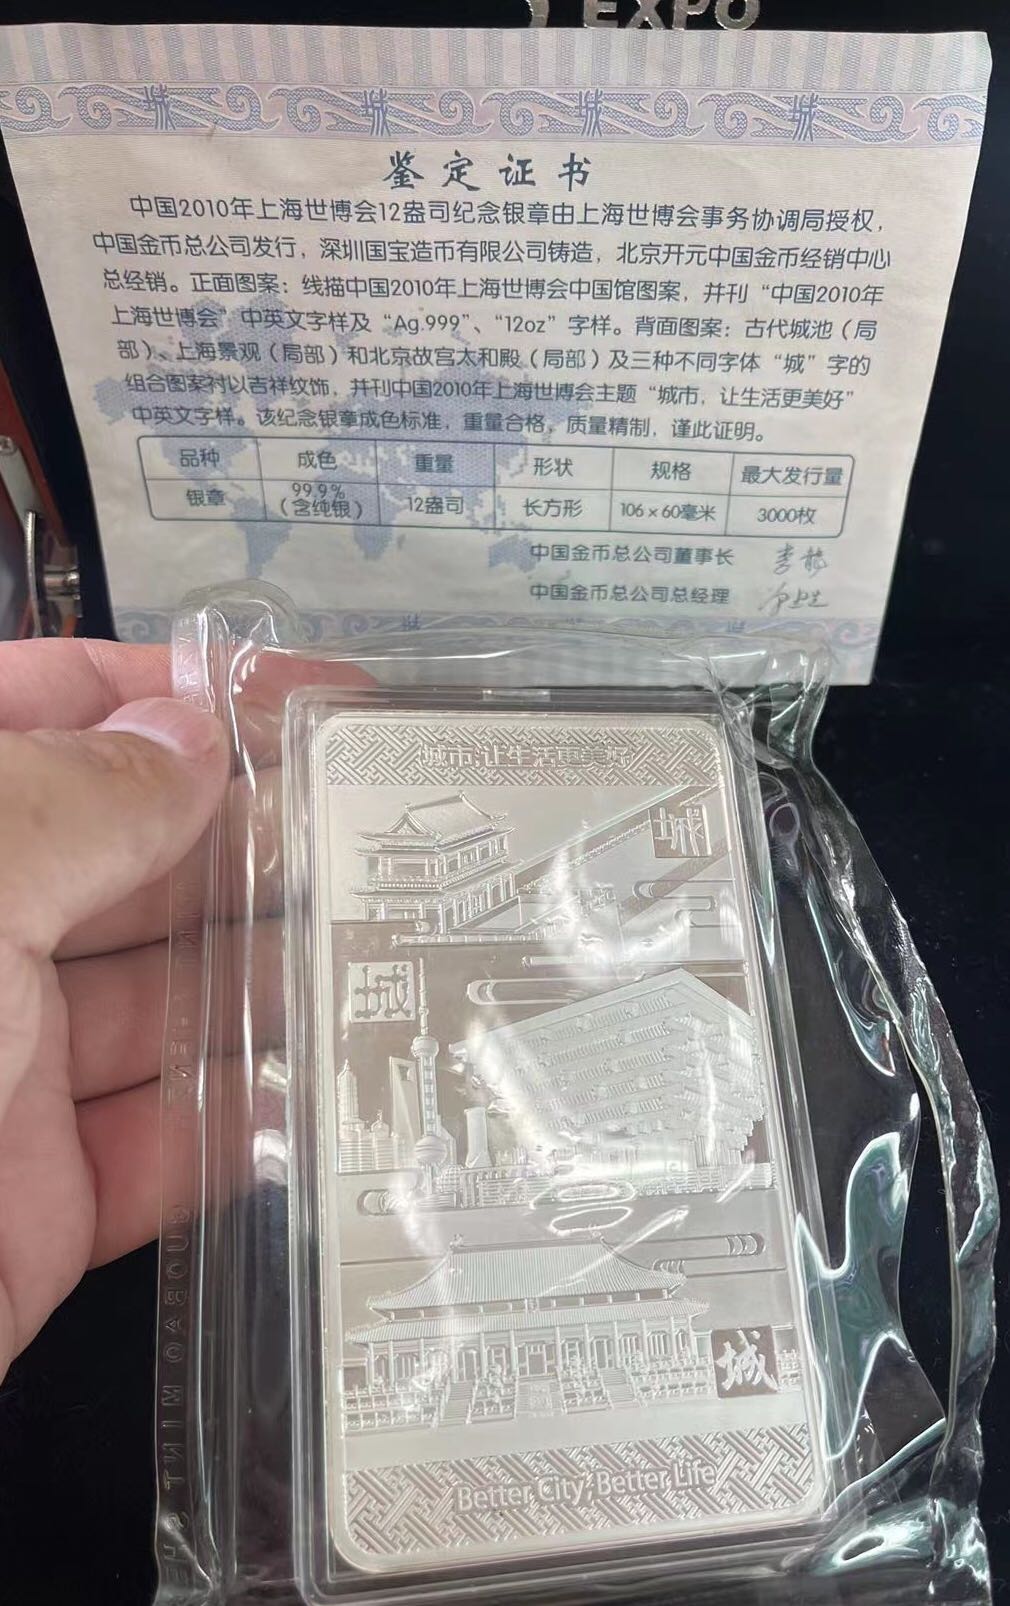 EXPO
鉴定证书
中国2010年上海世博会12盎司纪念银章由上海世博会事务协调局授权，
中国金币总公司发行，深圳国宝造币有限公司铸造，北京开元中国金币经销中心
总经销。正面图案：线描中国2010年上海世博会中国馆图案，并刊“中国2010年
上海世博会”中英文字样及“Ag.999”、“12oz”字样。背面图案：古代城池（局
部）、上海景观（局部）和北京故宫太和殿（局部）及三种不同字体“城”字的
组合图案衬以吉祥纹饰，并刊中国2010年上海世博会主题“城市，让生活更美好”
中英文字样。该纪念银章成色标准，重量合格，质量精制，谨此证明。
品种 成色 重量 形状 规格 最大发行量
银章 99.9%（含纯银） 12盎司 长方形 106×60毫米 3000枚
中国金币总公司董事长
中国金币总公司总经理
城市,让生活更美好
城
城
城
Better City, Better Life